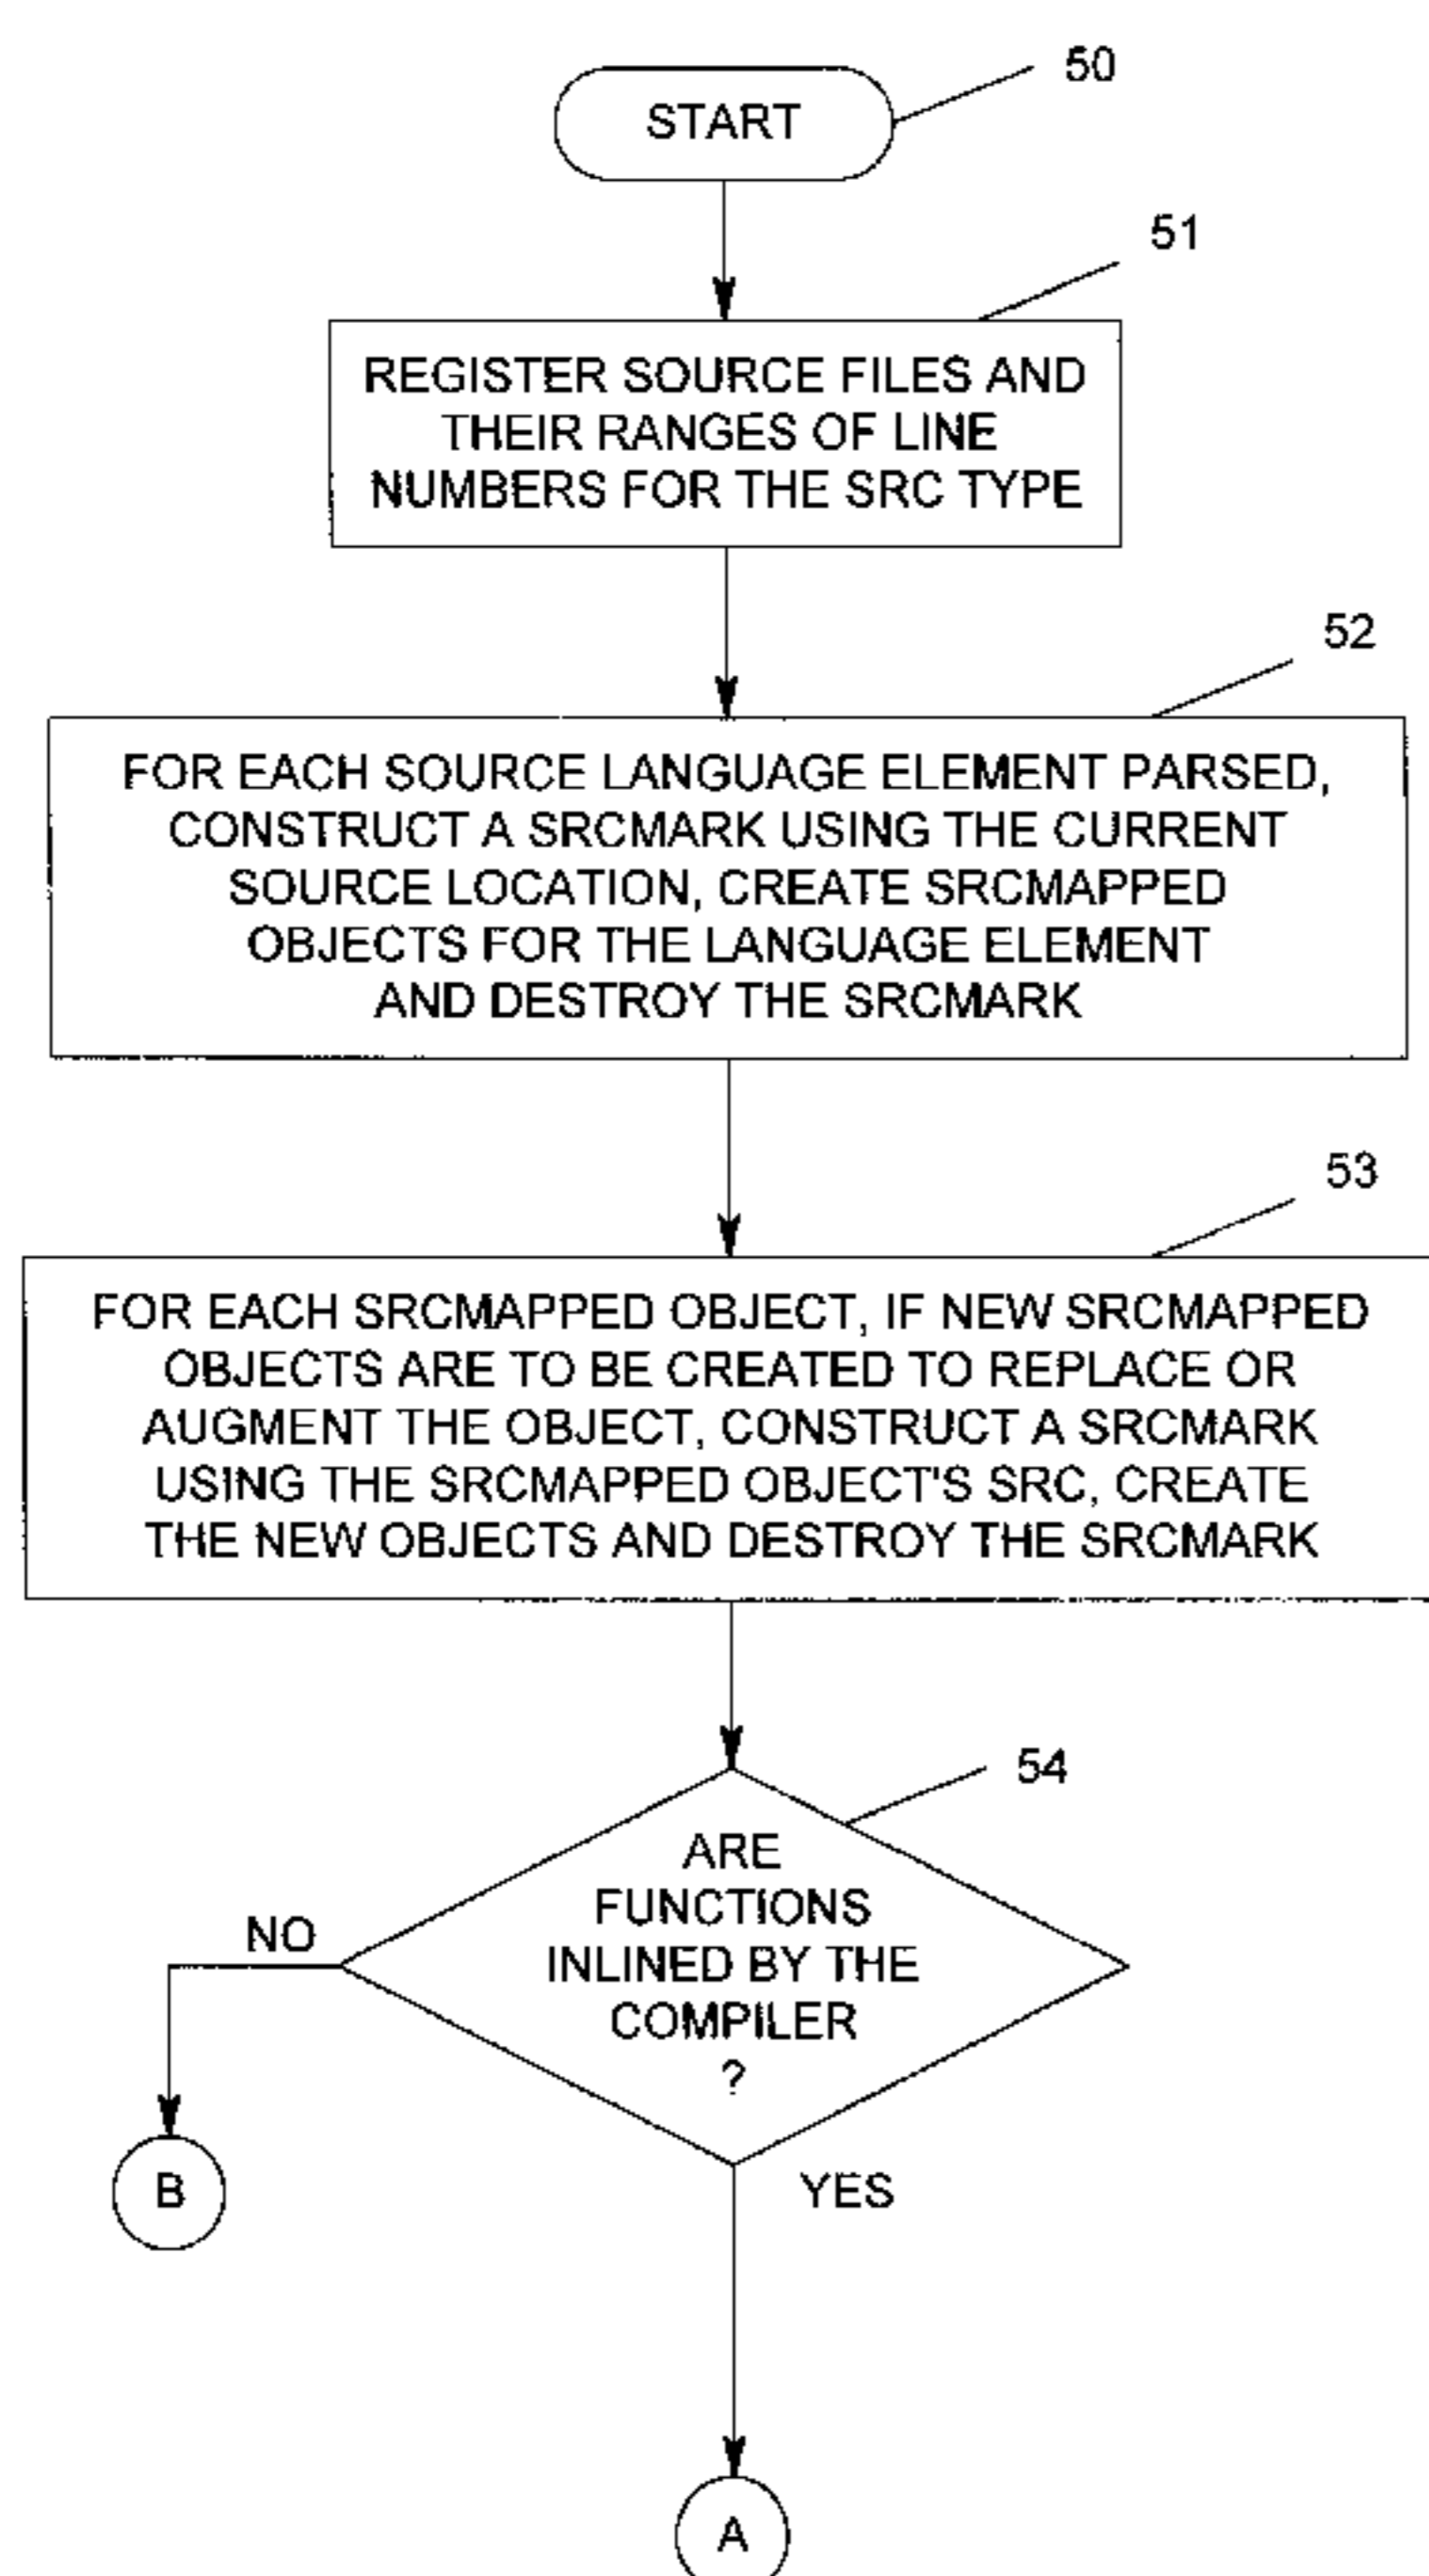 50
START
51
REGISTER SOURCE FILES AND
THEIR RANGES OF LINE
NUMBERS FOR THE SRC TYPE
52
FOR EACH SOURCE LANGUAGE ELEMENT PARSED,
CONSTRUCT A SRCMARK USING THE CURRENT
SOURCE LOCATION, CREATE SRCMAPPED
OBJECTS FOR THE LANGUAGE ELEMENT
AND DESTROY THE SRCMARK
53
FOR EACH SRCMAPPED OBJECT, IF NEW SRCMAPPED
OBJECTS ARE TO BE CREATED TO REPLACE OR
AUGMENT THE OBJECT, CONSTRUCT A SRCMARK
USING THE SRCMAPPED OBJECT'S SRC, CREATE
THE NEW OBJECTS AND DESTROY THE SRCMARK
54
ARE
FUNCTIONS
INLINED BY THE
COMPILER
?
NO
B
YES
A